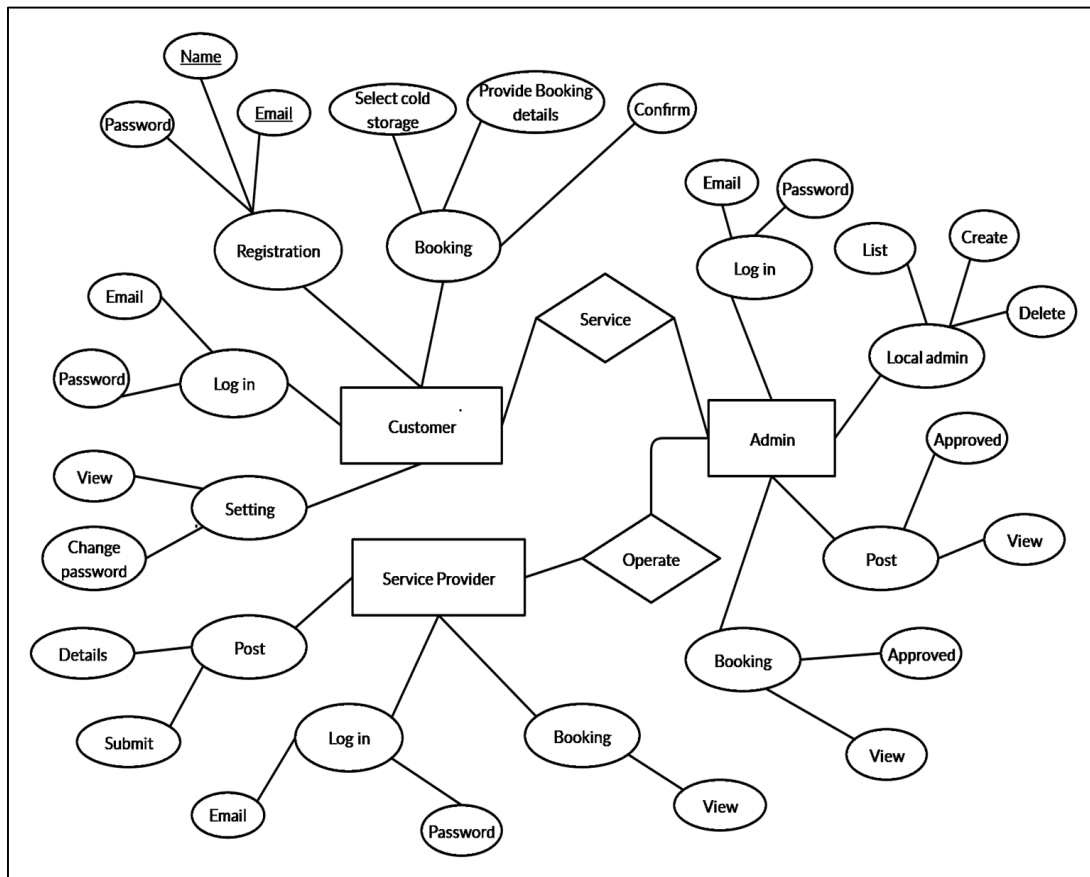 Name
Password
Email
Select cold
storage
Provide Booking
details
Confirm
Registration
Booking
Email
Password
Log in
List
Create
Delete
Local admin
Email
Password
Log in
Service
Customer
Admin
View
Change
password
Setting
Approved
View
Post
Service Provider
Operate
Details
Submit
Post
Booking
Approved
View
Log in
Email
Password
Booking
View